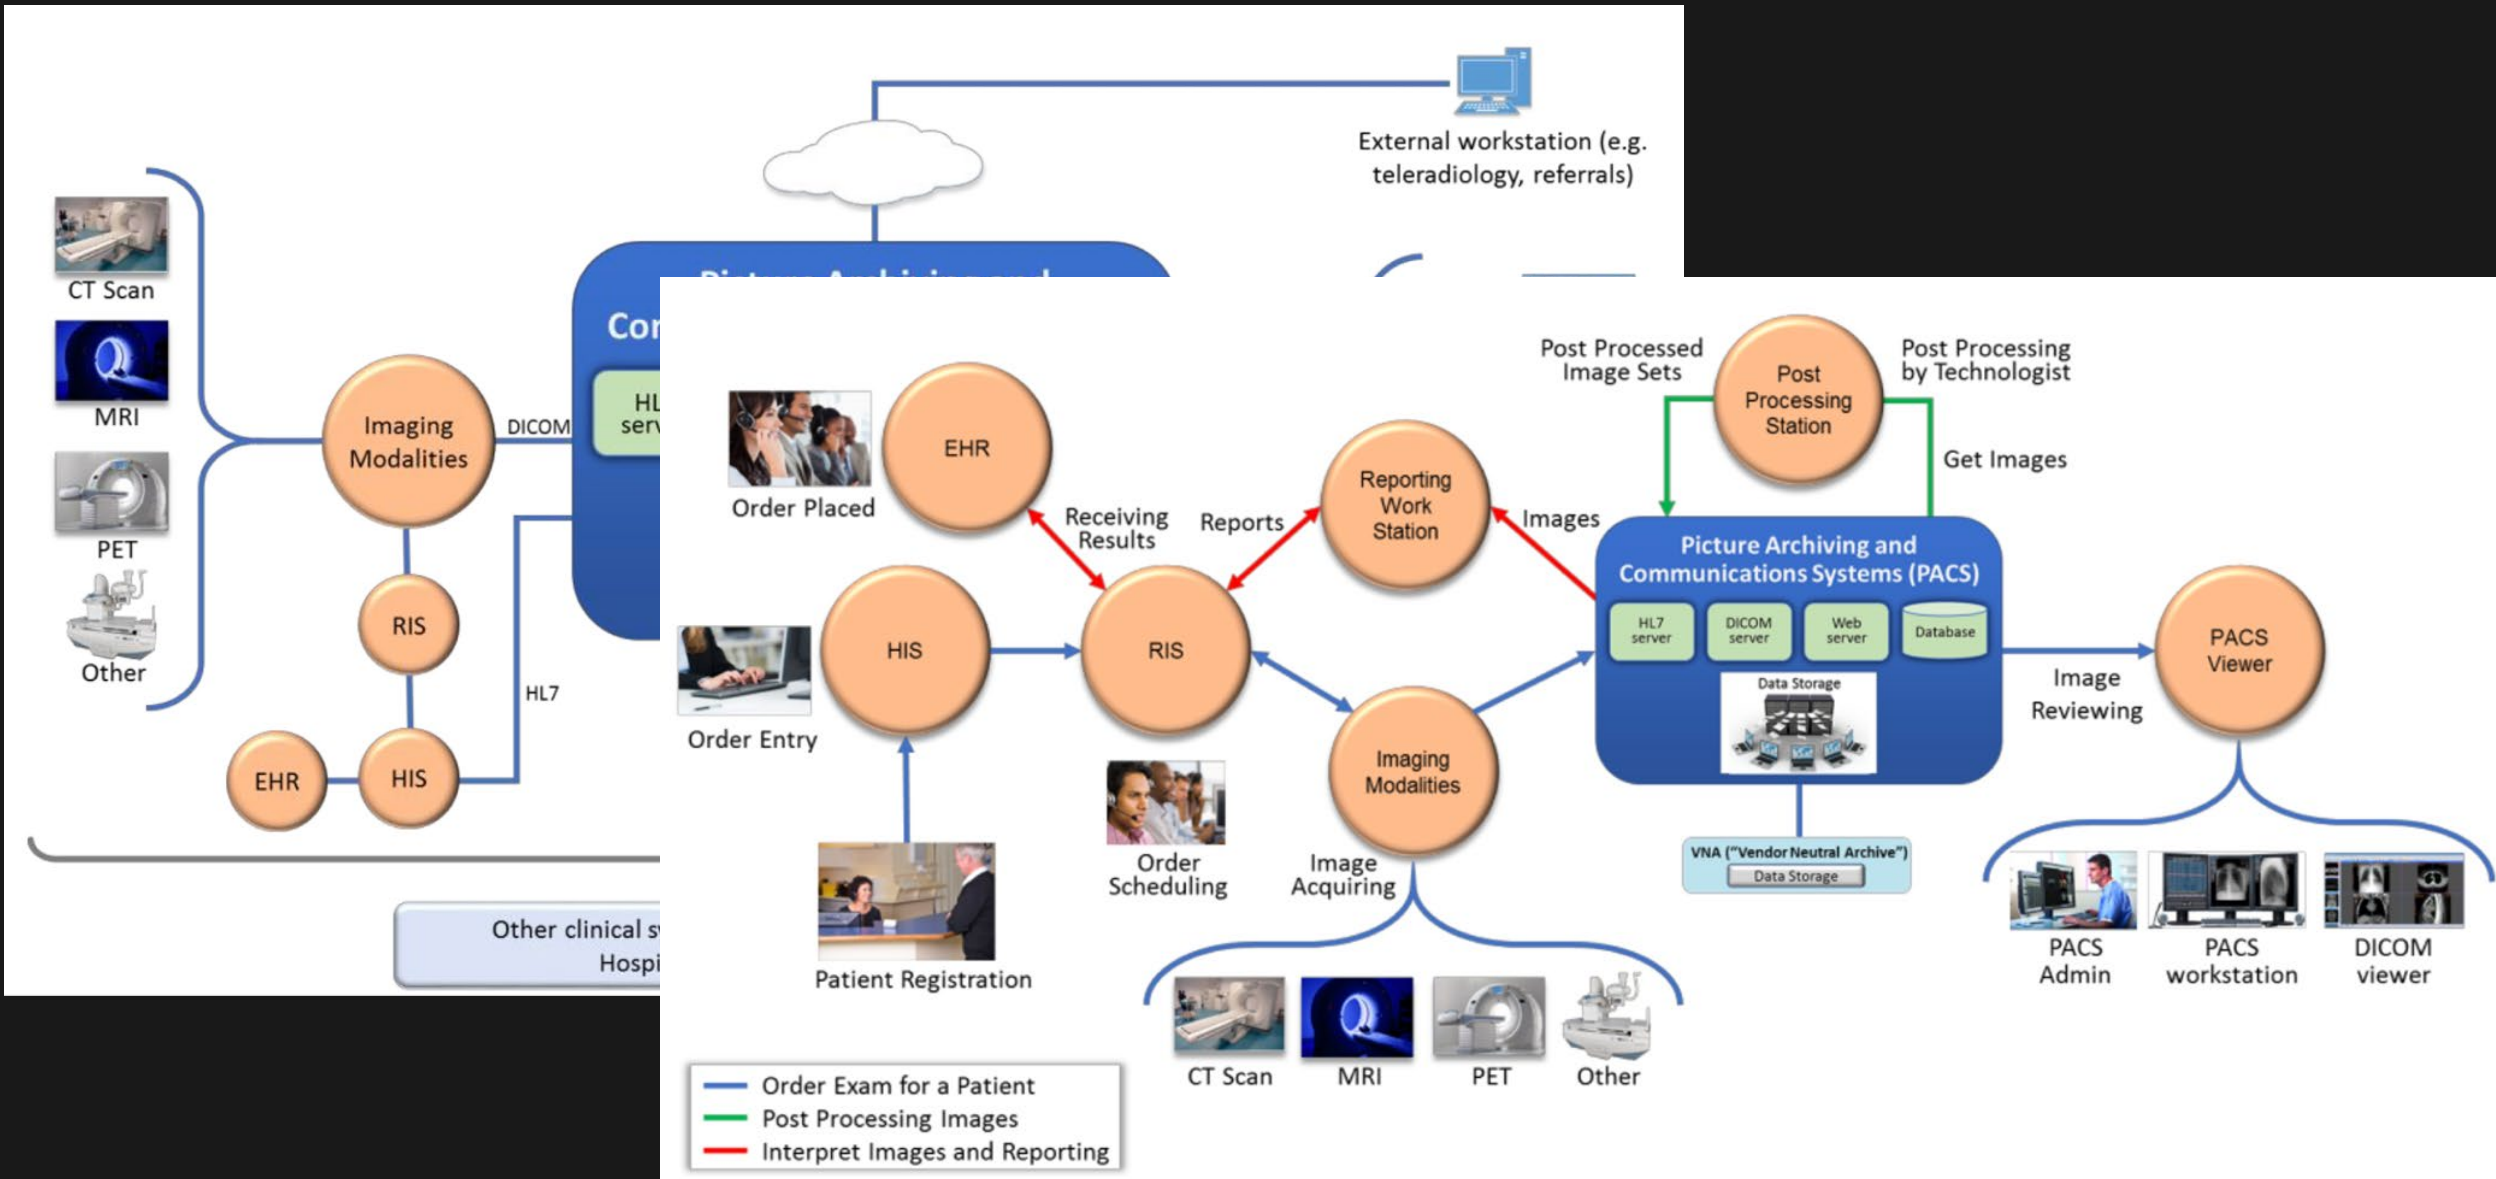 External workstation (e.g.
teleradiology, referrals)
CT Scan
MRI
PET
Other
Imaging
Modalities
DICOM
RIS
HL7
EHR
HIS
Other clinical
EHR
Order Placed
Receiving
Results
Reports
Reporting
Work
Station
Images
Post Processed
Image Sets
Post
Processing
Station
Post Processing
by Technologist
Get Images
HIS
Order Entry
RIS
Picture Archiving and
Communications Systems (PACS)
HL7
server
DICOM
server
Web
server
Database
Data Storage
PACS
Viewer
Image
Reviewing
Imaging
Modalities
Order
Scheduling
Image
Acquiring
VNA ("Vendor Neutral Archive")
Data Storage
Patient Registration
PACS
Admin
PACS
workstation
DICOM
viewer
CT Scan
MRI
PET
Other
Order Exam for a Patient
Post Processing Images
Interpret Images and Reporting